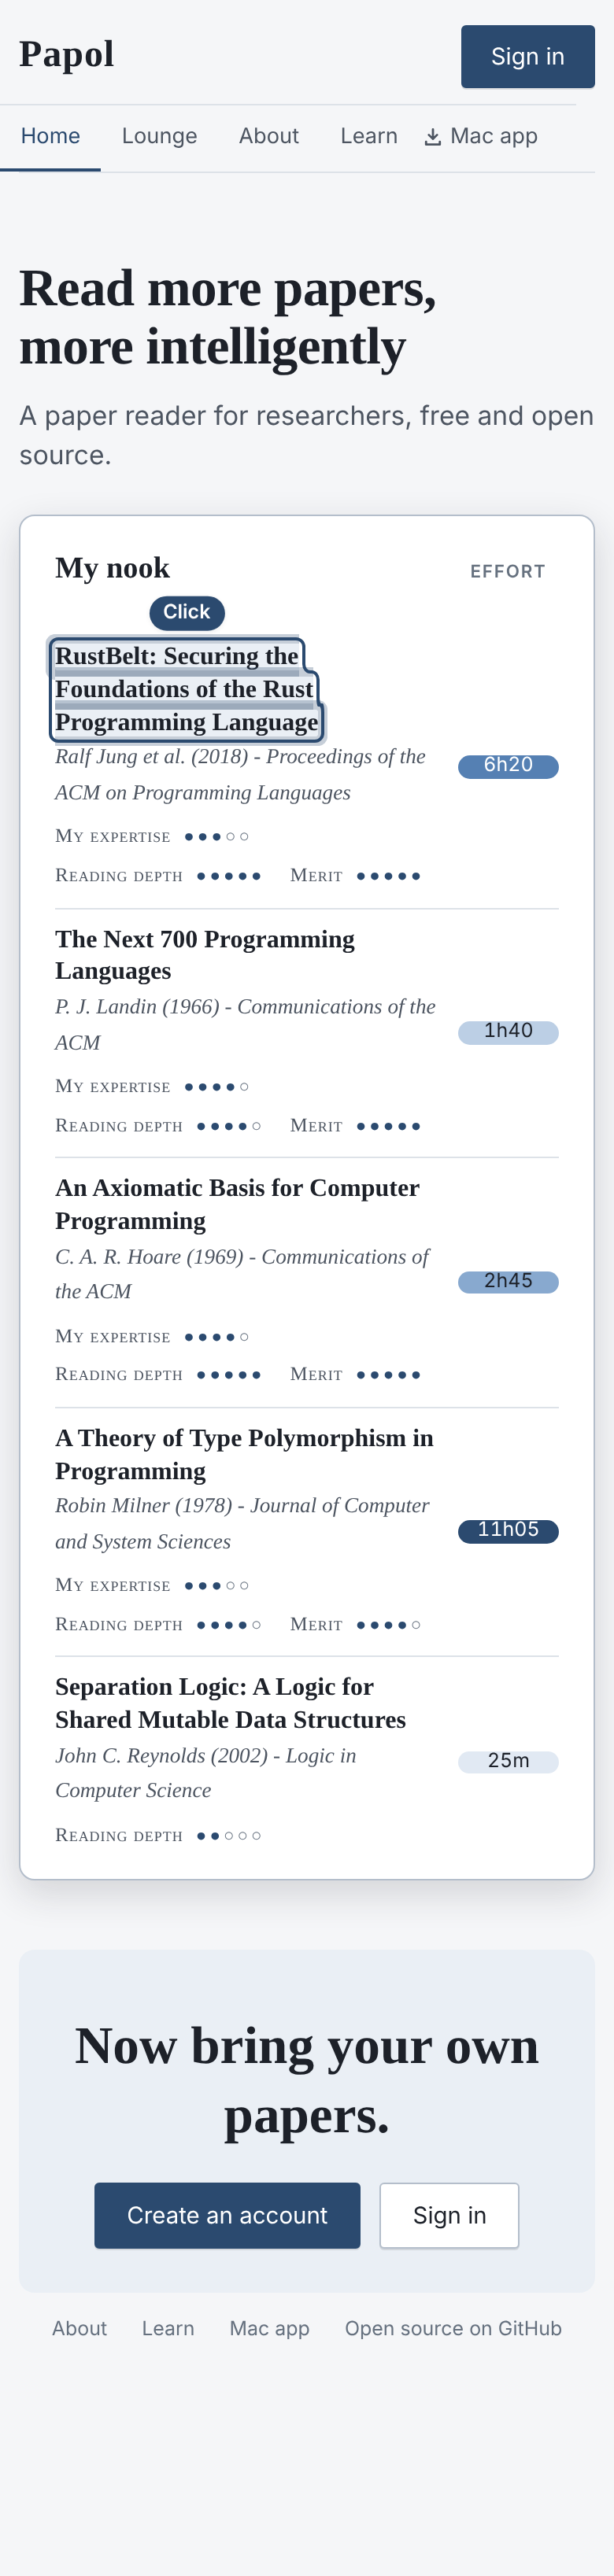 Papol
Sign in
Home Lounge About Learn Mac app
Read more papers,
more intelligently
A paper reader for researchers, free and open
source.
My nook EFFORT
Click
RustBelt: Securing the
Foundations of the Rust
Programming Language
Ralf Jung et al. (2018) - Proceedings of the
ACM on Programming Languages
6h20
My expertise ●●●○○
Reading depth ●●●●● Merit ●●●●●
The Next 700 Programming
Languages
P. J. Landin (1966) - Communications of the
ACM
1h40
My expertise ●●●●○
Reading depth ●●●●○ Merit ●●●●●
An Axiomatic Basis for Computer
Programming
C. A. R. Hoare (1969) - Communications of
the ACM
2h45
My expertise ●●●●○
Reading depth ●●●●● Merit ●●●●●
A Theory of Type Polymorphism in
Programming
Robin Milner (1978) - Journal of Computer
and System Sciences
11h05
My expertise ●●●○○
Reading depth ●●●●○ Merit ●●●●○
Separation Logic: A Logic for
Shared Mutable Data Structures
John C. Reynolds (2002) - Logic in
Computer Science
25m
Reading depth ●●○○○
Now bring your own
papers.
Create an account Sign in
About Learn Mac app Open source on GitHub